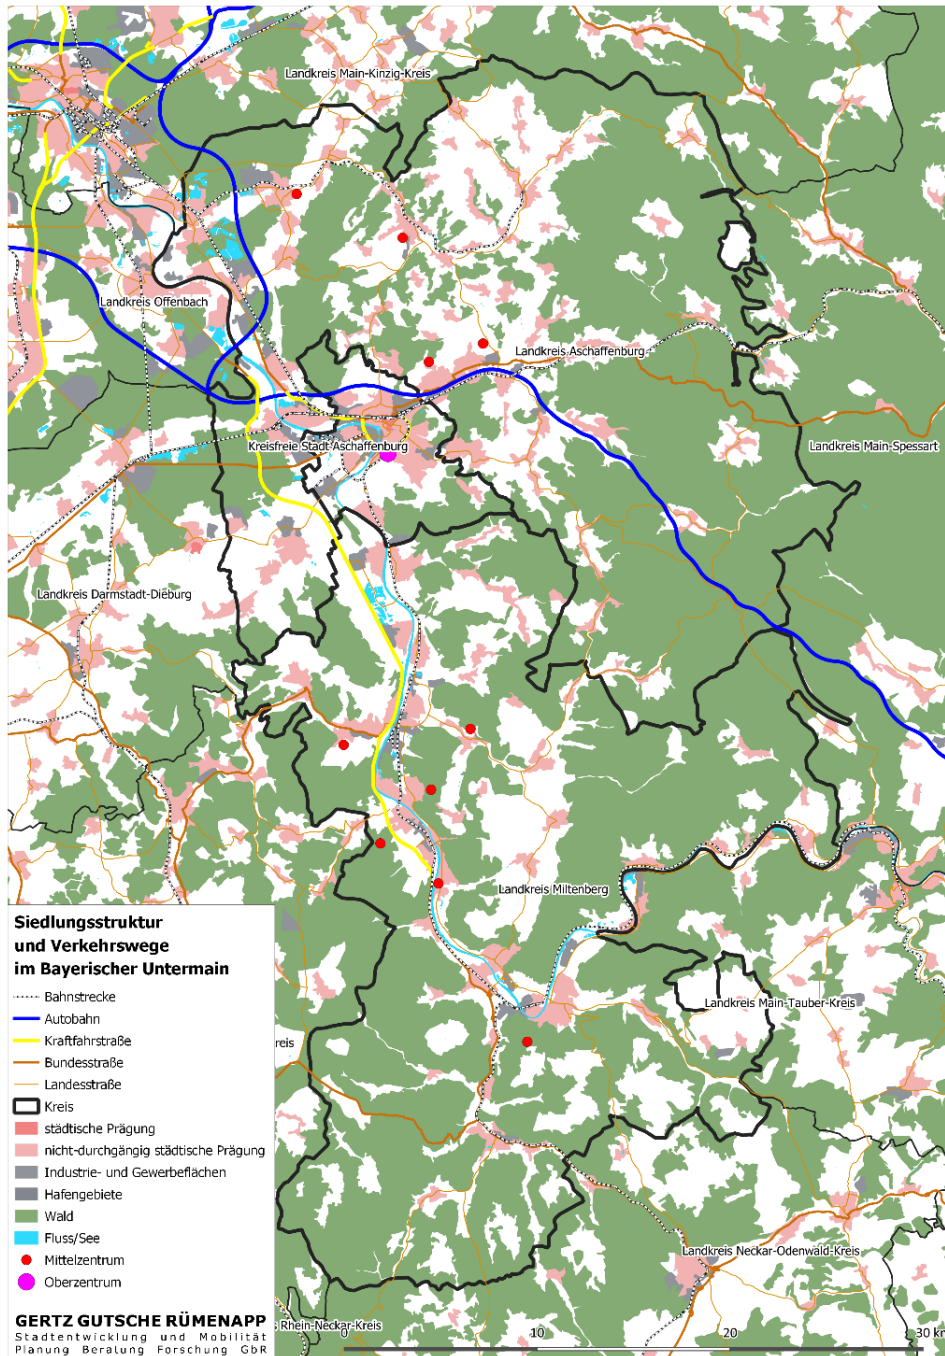 Landkreis Main-Kinzig-Kreis
Landkreis Offenbach
Landkreis Aschaffenburg
Kreisfreie Stadt Aschaffenburg
Landkreis Main-Spessart
Landkreis Darmstadt-Dieburg
Landkreis Miltenberg
Landkreis Main-Tauber-Kreis
reis
Landkreis Neckar-Odenwald-Kreis
s Rhein-Neckar-Kreis
Siedlungsstruktur
und Verkehrswege
im Bayerischer Untermain
Bahnstrecke
Autobahn
Kraftfahrstraße
Bundesstraße
Landesstraße
Kreis
städtische Prägung
nicht-durchgängig städtische Prägung
Industrie- und Gewerbeflächen
Hafengebiete
Wald
Fluss/See
Mittelzentrum
Oberzentrum
GERTZ GUTSCHE RÜMENAPP
Stadtentwicklung und Mobilität
Planung Beratung Forschung GbR
0 10 20 30 km